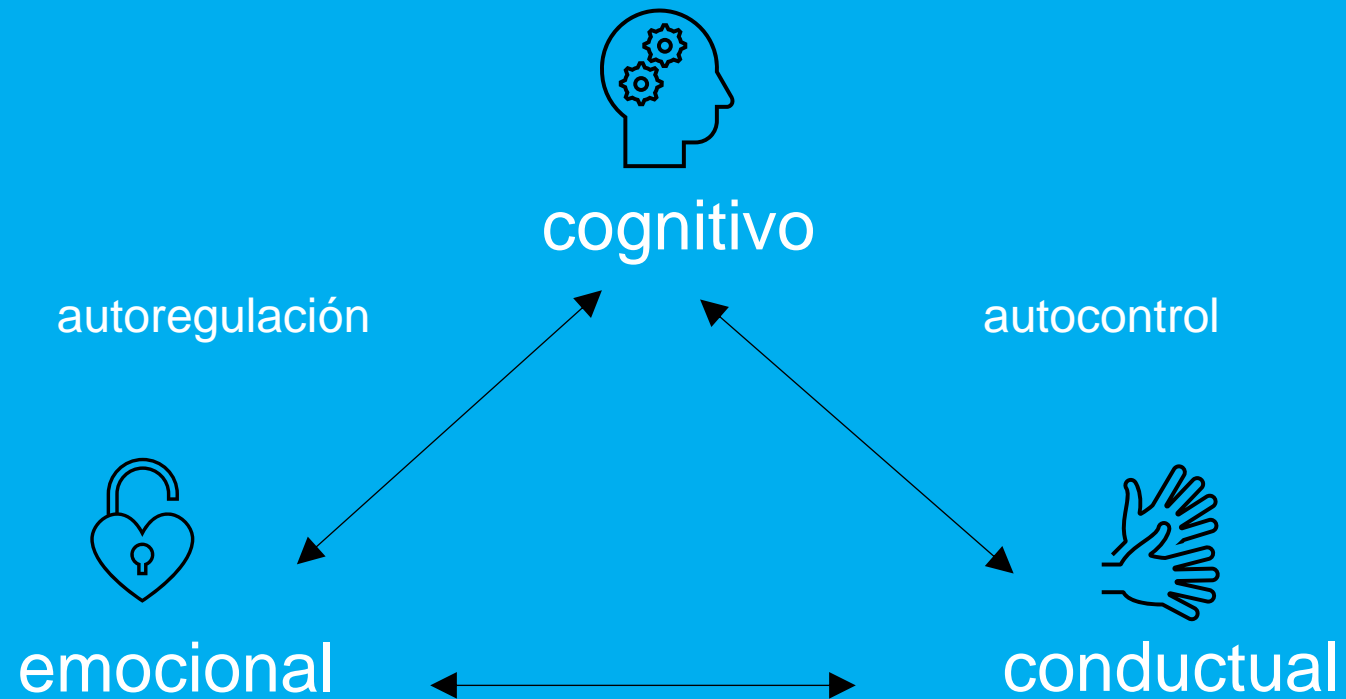 cognitivo
autoregulación
autocontrol
emocional
conductual